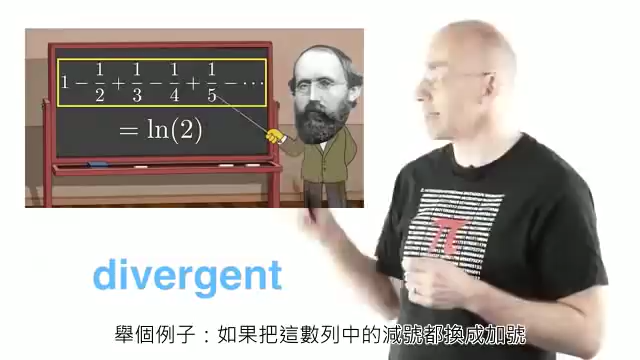 1 - 1/2 + 1/3 - 1/4 + 1/5 - ⋯
= ln(2)
divergent
舉個例子：如果把這數列中的減號都換成加號